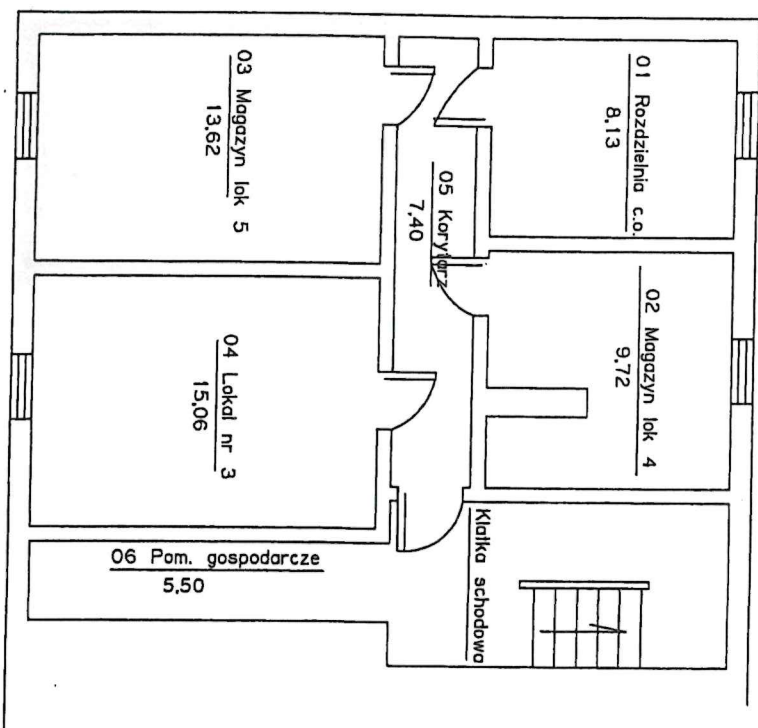 01 Rozdzielnia c.o.
8,13
02 Magazyn lok 4
9,72
03 Magazyn lok 5
13,62
04 Lokal nr 3
15,06
05 Korytarz
7,40
06 Pom. gospodarcze
5,50
Klatka schodowa